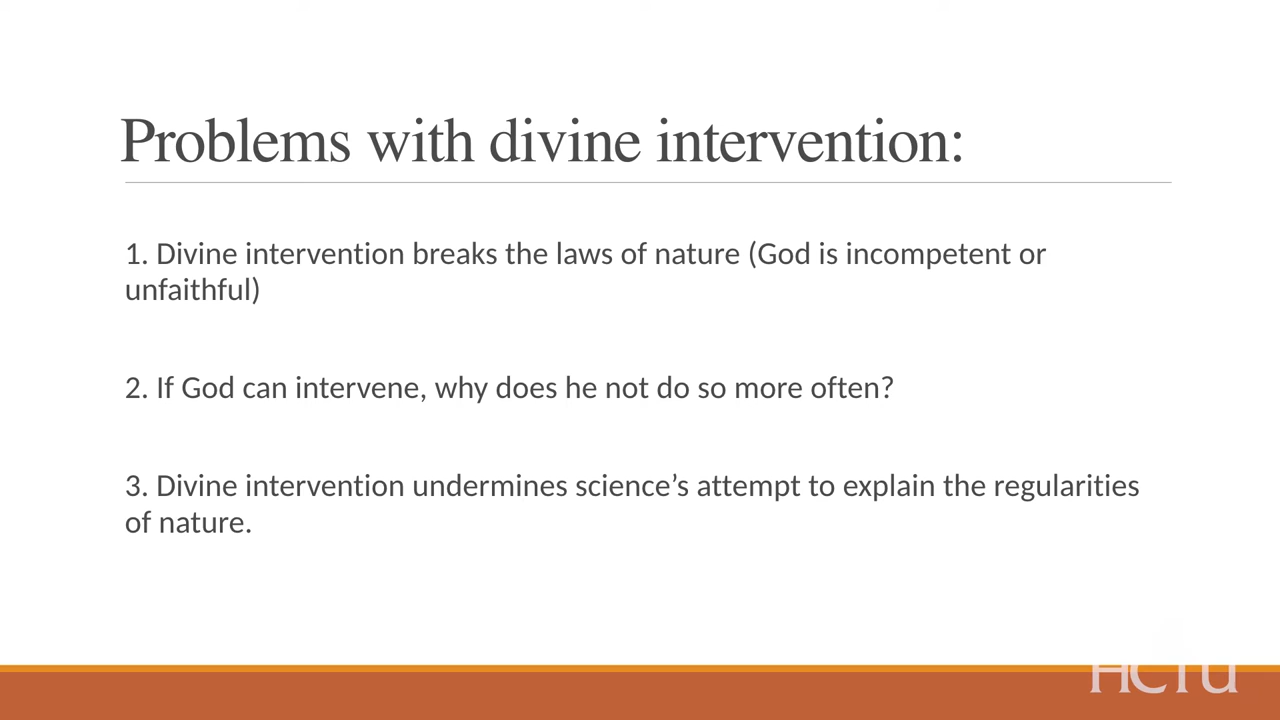 Problems with divine intervention:
1. Divine intervention breaks the laws of nature (God is incompetent or
unfaithful)
2. If God can intervene, why does he not do so more often?
3. Divine intervention undermines science’s attempt to explain the regularities
of nature.
HCTU